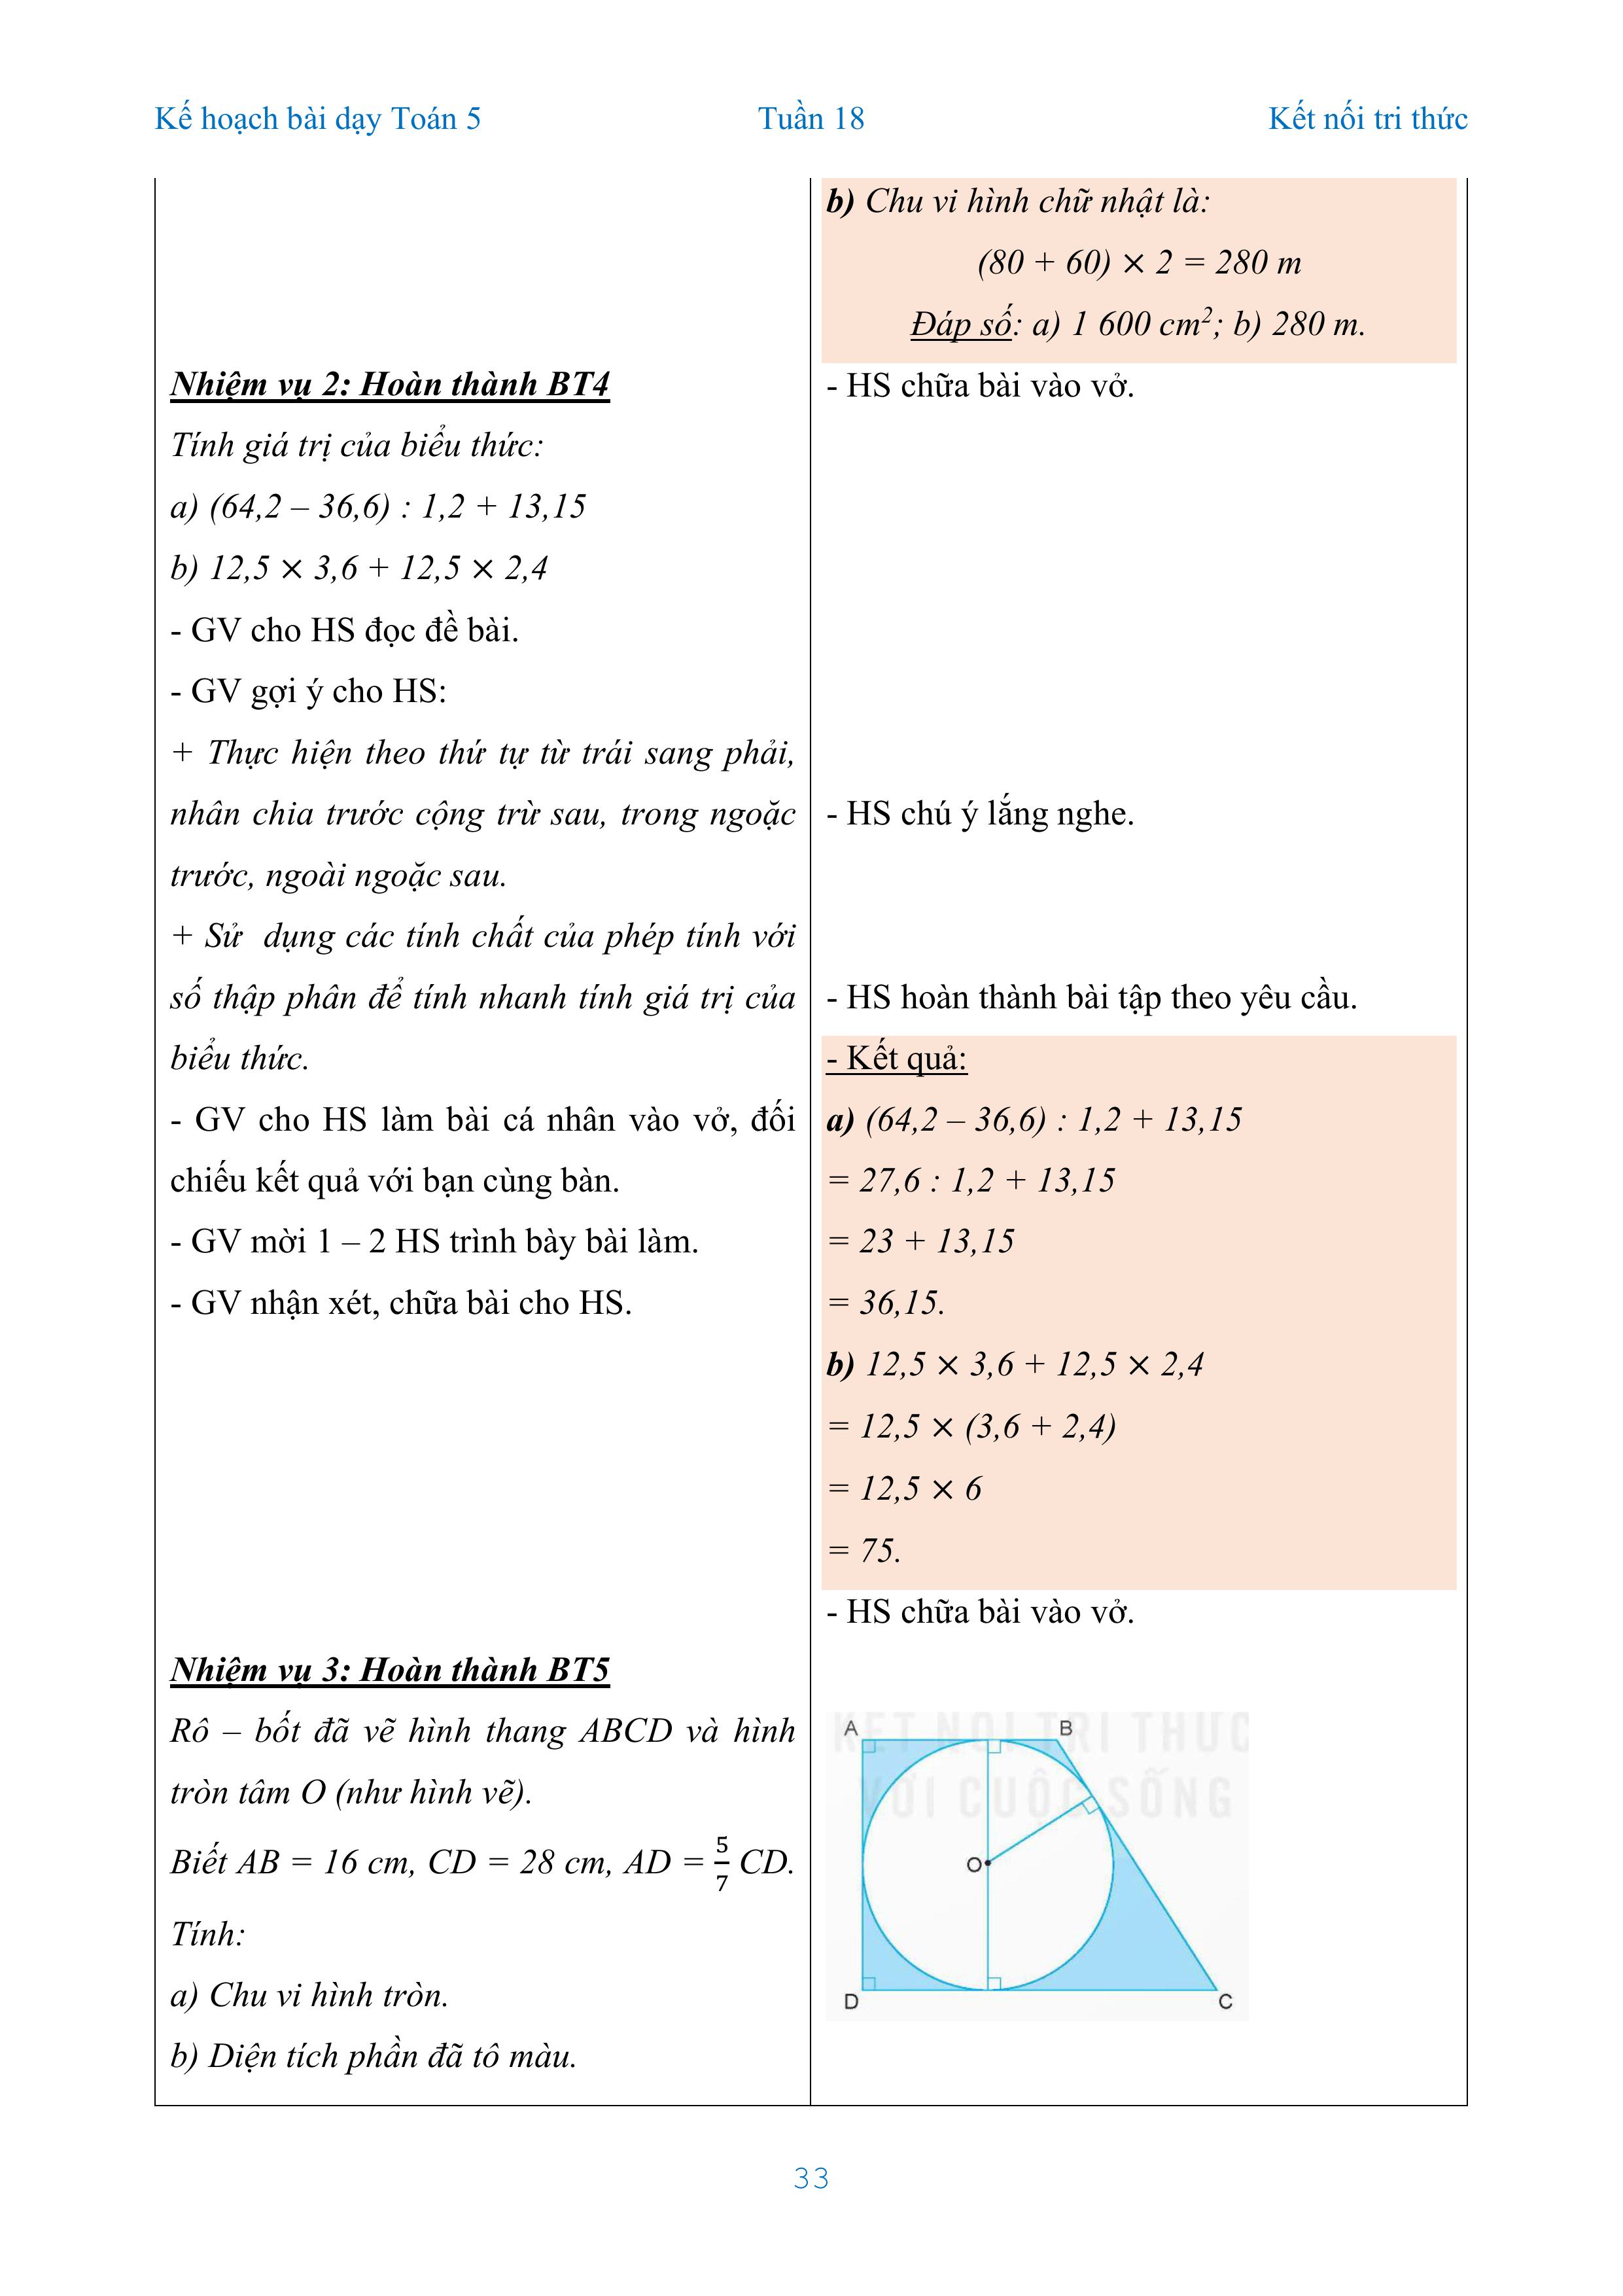 Kế hoạch bài dạy Toán 5 Tuần 18 Kết nối tri thức
b) Chu vi hình chữ nhật là:
(80 + 60) × 2 = 280 m
Đáp số: a) 1 600 cm²; b) 280 m.
- HS chữa bài vào vở.
Nhiệm vụ 2: Hoàn thành BT4
Tính giá trị của biểu thức:
a) (64,2 – 36,6) : 1,2 + 13,15
b) 12,5 × 3,6 + 12,5 × 2,4
- GV cho HS đọc đề bài.
- GV gợi ý cho HS:
+ Thực hiện theo thứ tự từ trái sang phải,
nhân chia trước cộng trừ sau, trong ngoặc
trước, ngoài ngoặc sau.
+ Sử dụng các tính chất của phép tính với
số thập phân để tính nhanh tính giá trị của
biểu thức.
- GV cho HS làm bài cá nhân vào vở, đối
chiếu kết quả với bạn cùng bàn.
- GV mời 1 – 2 HS trình bày bài làm.
- GV nhận xét, chữa bài cho HS.
- HS chú ý lắng nghe.
- HS hoàn thành bài tập theo yêu cầu.
- Kết quả:
a) (64,2 – 36,6) : 1,2 + 13,15
= 27,6 : 1,2 + 13,15
= 23 + 13,15
= 36,15.
b) 12,5 × 3,6 + 12,5 × 2,4
= 12,5 × (3,6 + 2,4)
= 12,5 × 6
= 75.
- HS chữa bài vào vở.
Nhiệm vụ 3: Hoàn thành BT5
Rô – bốt đã vẽ hình thang ABCD và hình
tròn tâm O (như hình vẽ).
Biết AB = 16 cm, CD = 28 cm, AD = 5/7 CD.
Tính:
a) Chu vi hình tròn.
b) Diện tích phần đã tô màu.
KẾT NỐI TRI THỨC
VỚI CUỘC SỐNG
A B
O
D C
33